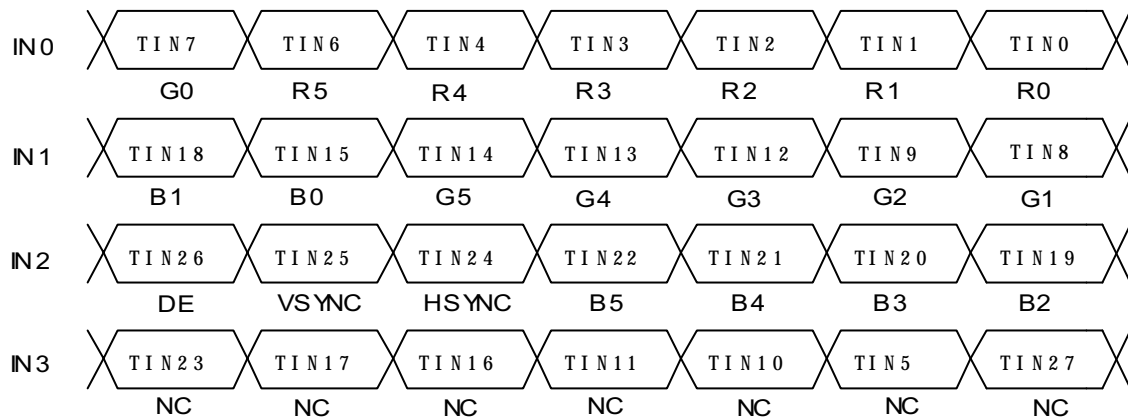 IN0 TIN7 TIN6 TIN4 TIN3 TIN2 TIN1 TIN0
G0 R5 R4 R3 R2 R1 R0
IN1 TIN18 TIN15 TIN14 TIN13 TIN12 TIN9 TIN8
B1 B0 G5 G4 G3 G2 G1
IN2 TIN26 TIN25 TIN24 TIN22 TIN21 TIN20 TIN19
DE VSYNC HSYNC B5 B4 B3 B2
IN3 TIN23 TIN17 TIN16 TIN11 TIN10 TIN5 TIN27
NC NC NC NC NC NC NC